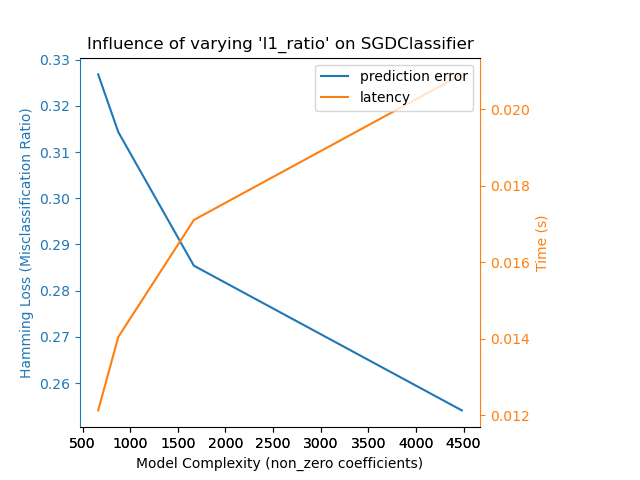 Influence of varying 'l1_ratio' on SGDClassifier
prediction error
latency
0.33
0.32
0.31
0.30
0.29
0.28
0.27
0.26
Hamming Loss (Misclassification Ratio)
0.020
0.018
0.016
0.014
0.012
Time (s)
500 1000 1500 2000 2500 3000 3500 4000 4500
Model Complexity (non_zero coefficients)